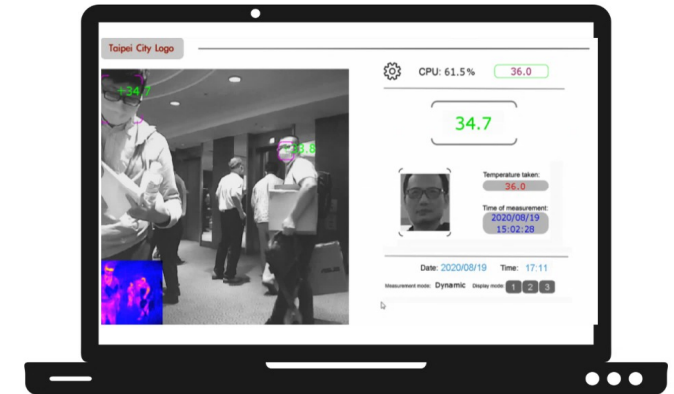 Taipei City Logo
CPU: 61.5% 36.0
+34.7
34.7
+33.8
Temperature taken:
36.0
Time of measurement:
2020/08/19
15:02:28
ASUS
Date: 2020/08/19 Time: 17:11
Measurement mode: Dynamic Display mode: 1 2 3